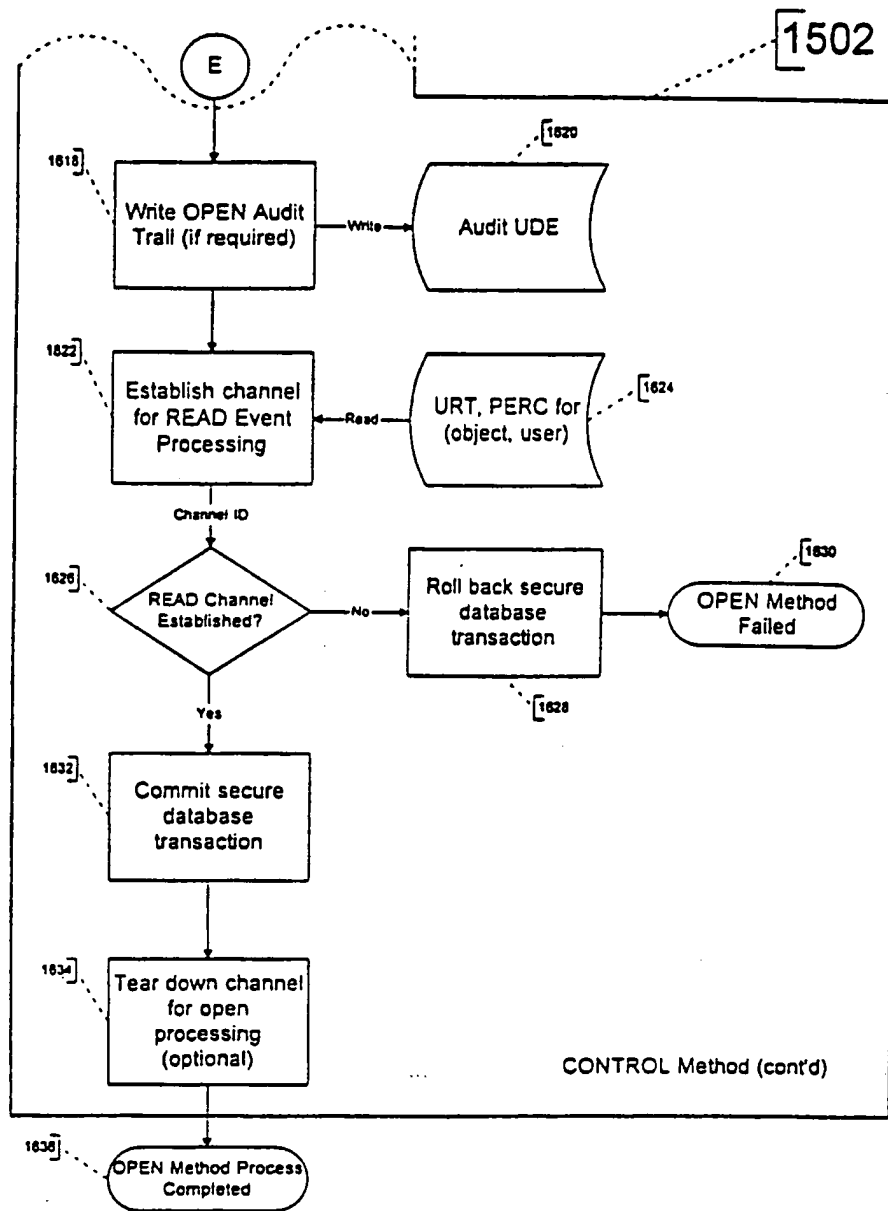 1502
E
1618
Write OPEN Audit
Trail (if required)
Write
1620
Audit UDE
1622
Establish channel
for READ Event
Processing
Read
URT, PERC for
(object, user)
1624
Channel ID
1626
READ Channel
Established?
No
Roll back secure
database
transaction
1628
1630
OPEN Method
Failed
Yes
1632
Commit secure
database
transaction
1634
Tear down channel
for open
processing
(optional)
CONTROL Method (cont'd)
1636
OPEN Method Process
Completed